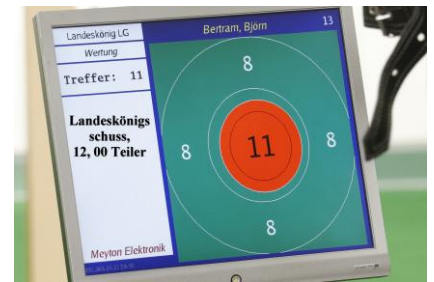 Landeskönig LG
Bertram, Björn
13
Wertung
Treffer: 11
Landeskönigs
schuss,
12, 00 Teiler
8
8
11
8
8
Meyton Elektronik